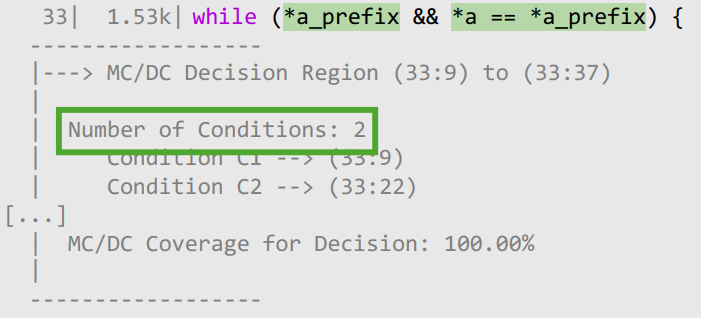 33| 1.53k| while (*a_prefix && *a == *a_prefix) {
------------------
|---> MC/DC Decision Region (33:9) to (33:37)
|
| Number of Conditions: 2
| Condition C1 --> (33:9)
| Condition C2 --> (33:22)
[...]
| MC/DC Coverage for Decision: 100.00%
|
------------------